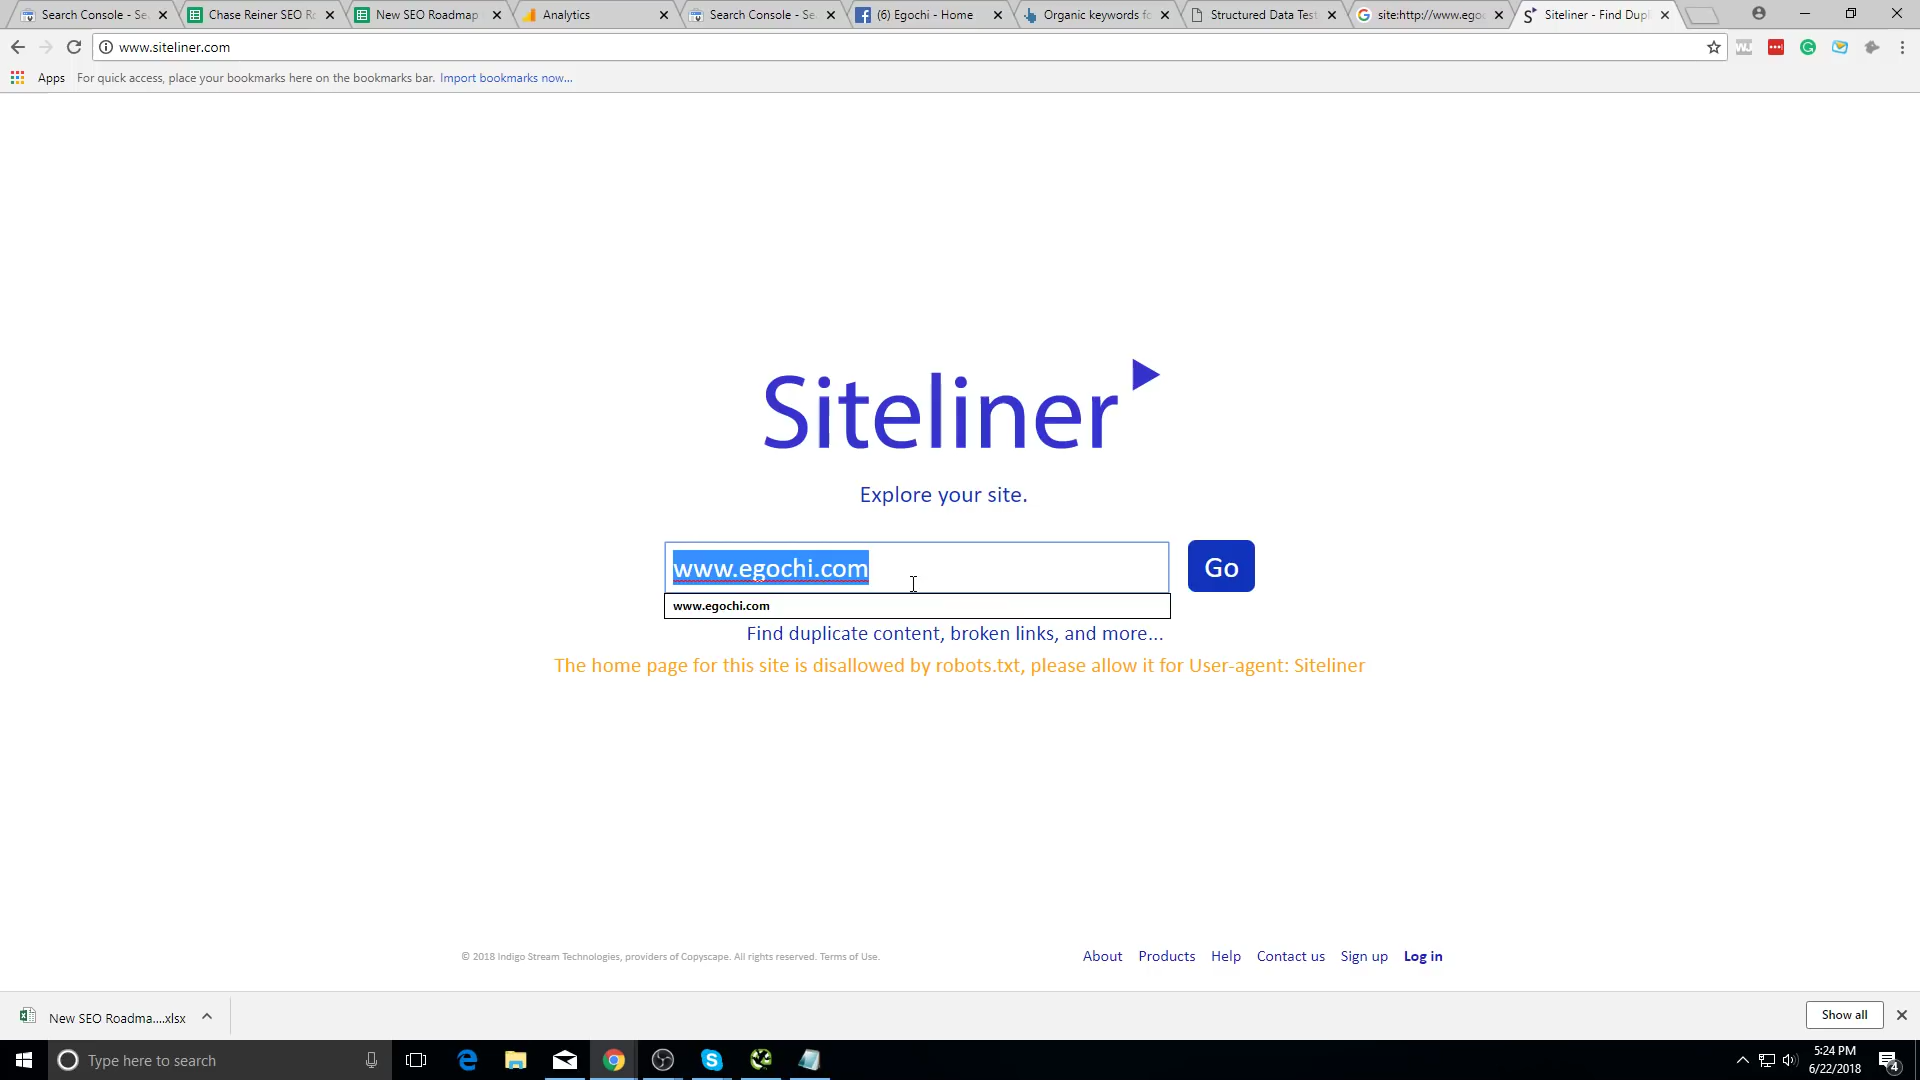 Search Console - Se
Chase Reiner SEO Ro
New SEO Roadmap
Analytics
Search Console - Se
(6) Egochi - Home
Organic keywords fo
Structured Data Test
site:http://www.egoc
Siteliner - Find Dupl
www.siteliner.com
Apps For quick access, place your bookmarks here on the bookmarks bar. Import bookmarks now...
Siteliner
Explore your site.
www.egochi.com
Go
www.egochi.com
Find duplicate content, broken links, and more...
The home page for this site is disallowed by robots.txt, please allow it for User-agent: Siteliner
© 2018 Indigo Stream Technologies, providers of Copyscape. All rights reserved. Terms of Use.
About Products Help Contact us Sign up Log in
New SEO Roadma....xlsx
Show all
Type here to search
5:24 PM
6/22/2018
4